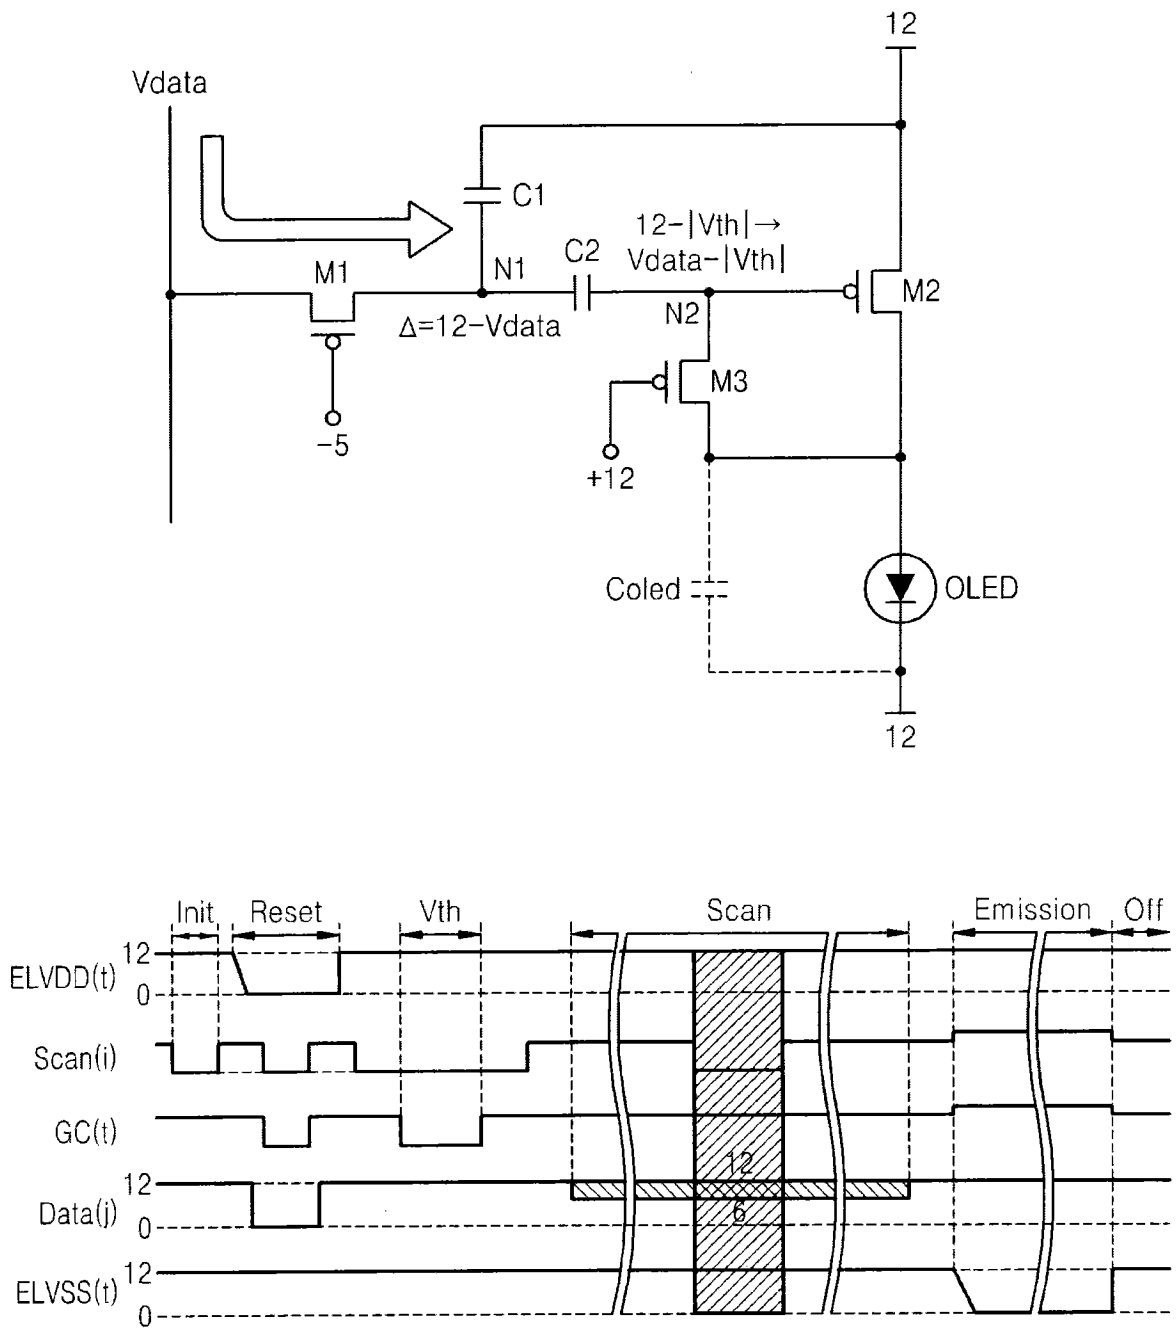 12
Vdata
C1
12-|Vth|→
Vdata-|Vth|
C2
M1
N1
M2
N2
Δ=12-Vdata
M3
-5
+12
Coled
OLED
12
Init
Reset
Vth
Scan
Emission
Off
ELVDD(t)
12
0
Scan(i)
GC(t)
Data(j)
12
0
12
6
ELVSS(t)
12
0